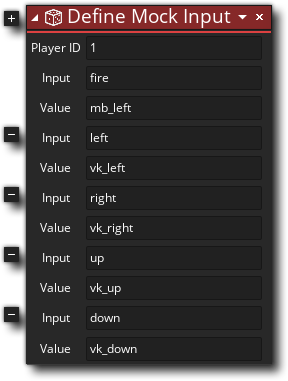 Define Mock Input
Player ID 1
Input fire
Value mb_left
Input left
Value vk_left
Input right
Value vk_right
Input up
Value vk_up
Input down
Value vk_down